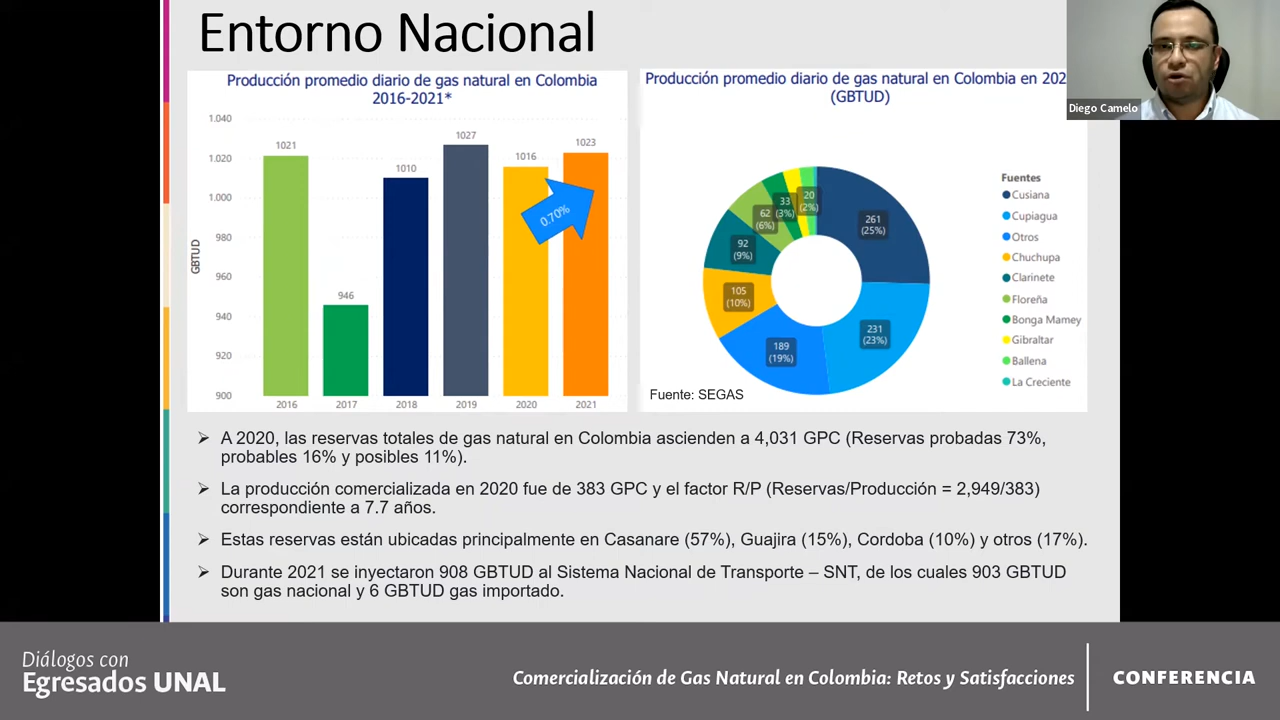 Entorno Nacional
Producción promedio diario de gas natural en Colombia
2016-2021*
1.040
1.020
1.000
980
960
940
920
900
GBTUD
1021
946
1010
1027
1016
1023
0.70%
2016
2017
2018
2019
2020
2021
Producción promedio diario de gas natural en Colombia en 202
(GBTUD)
261
(25%)
231
(23%)
189
(19%)
105
(10%)
92
(9%)
62
(6%)
33
(3%)
20
(2%)
Fuentes
Cusiana
Cupiagua
Otros
Chuchupa
Clarinete
Floreña
Bonga Mamey
Gibraltar
Ballena
La Creciente
Fuente: SEGAS
Diego Camelo
A 2020, las reservas totales de gas natural en Colombia ascienden a 4,031 GPC (Reservas probadas 73%,
probables 16% y posibles 11%).
La producción comercializada en 2020 fue de 383 GPC y el factor R/P (Reservas/Producción = 2,949/383)
correspondiente a 7.7 años.
Estas reservas están ubicadas principalmente en Casanare (57%), Guajira (15%), Cordoba (10%) y otros (17%).
Durante 2021 se inyectaron 908 GBTUD al Sistema Nacional de Transporte – SNT, de los cuales 903 GBTUD
son gas nacional y 6 GBTUD gas importado.
Diálogos con
Egresados UNAL
Comercialización de Gas Natural en Colombia: Retos y Satisfacciones
CONFERENCIA